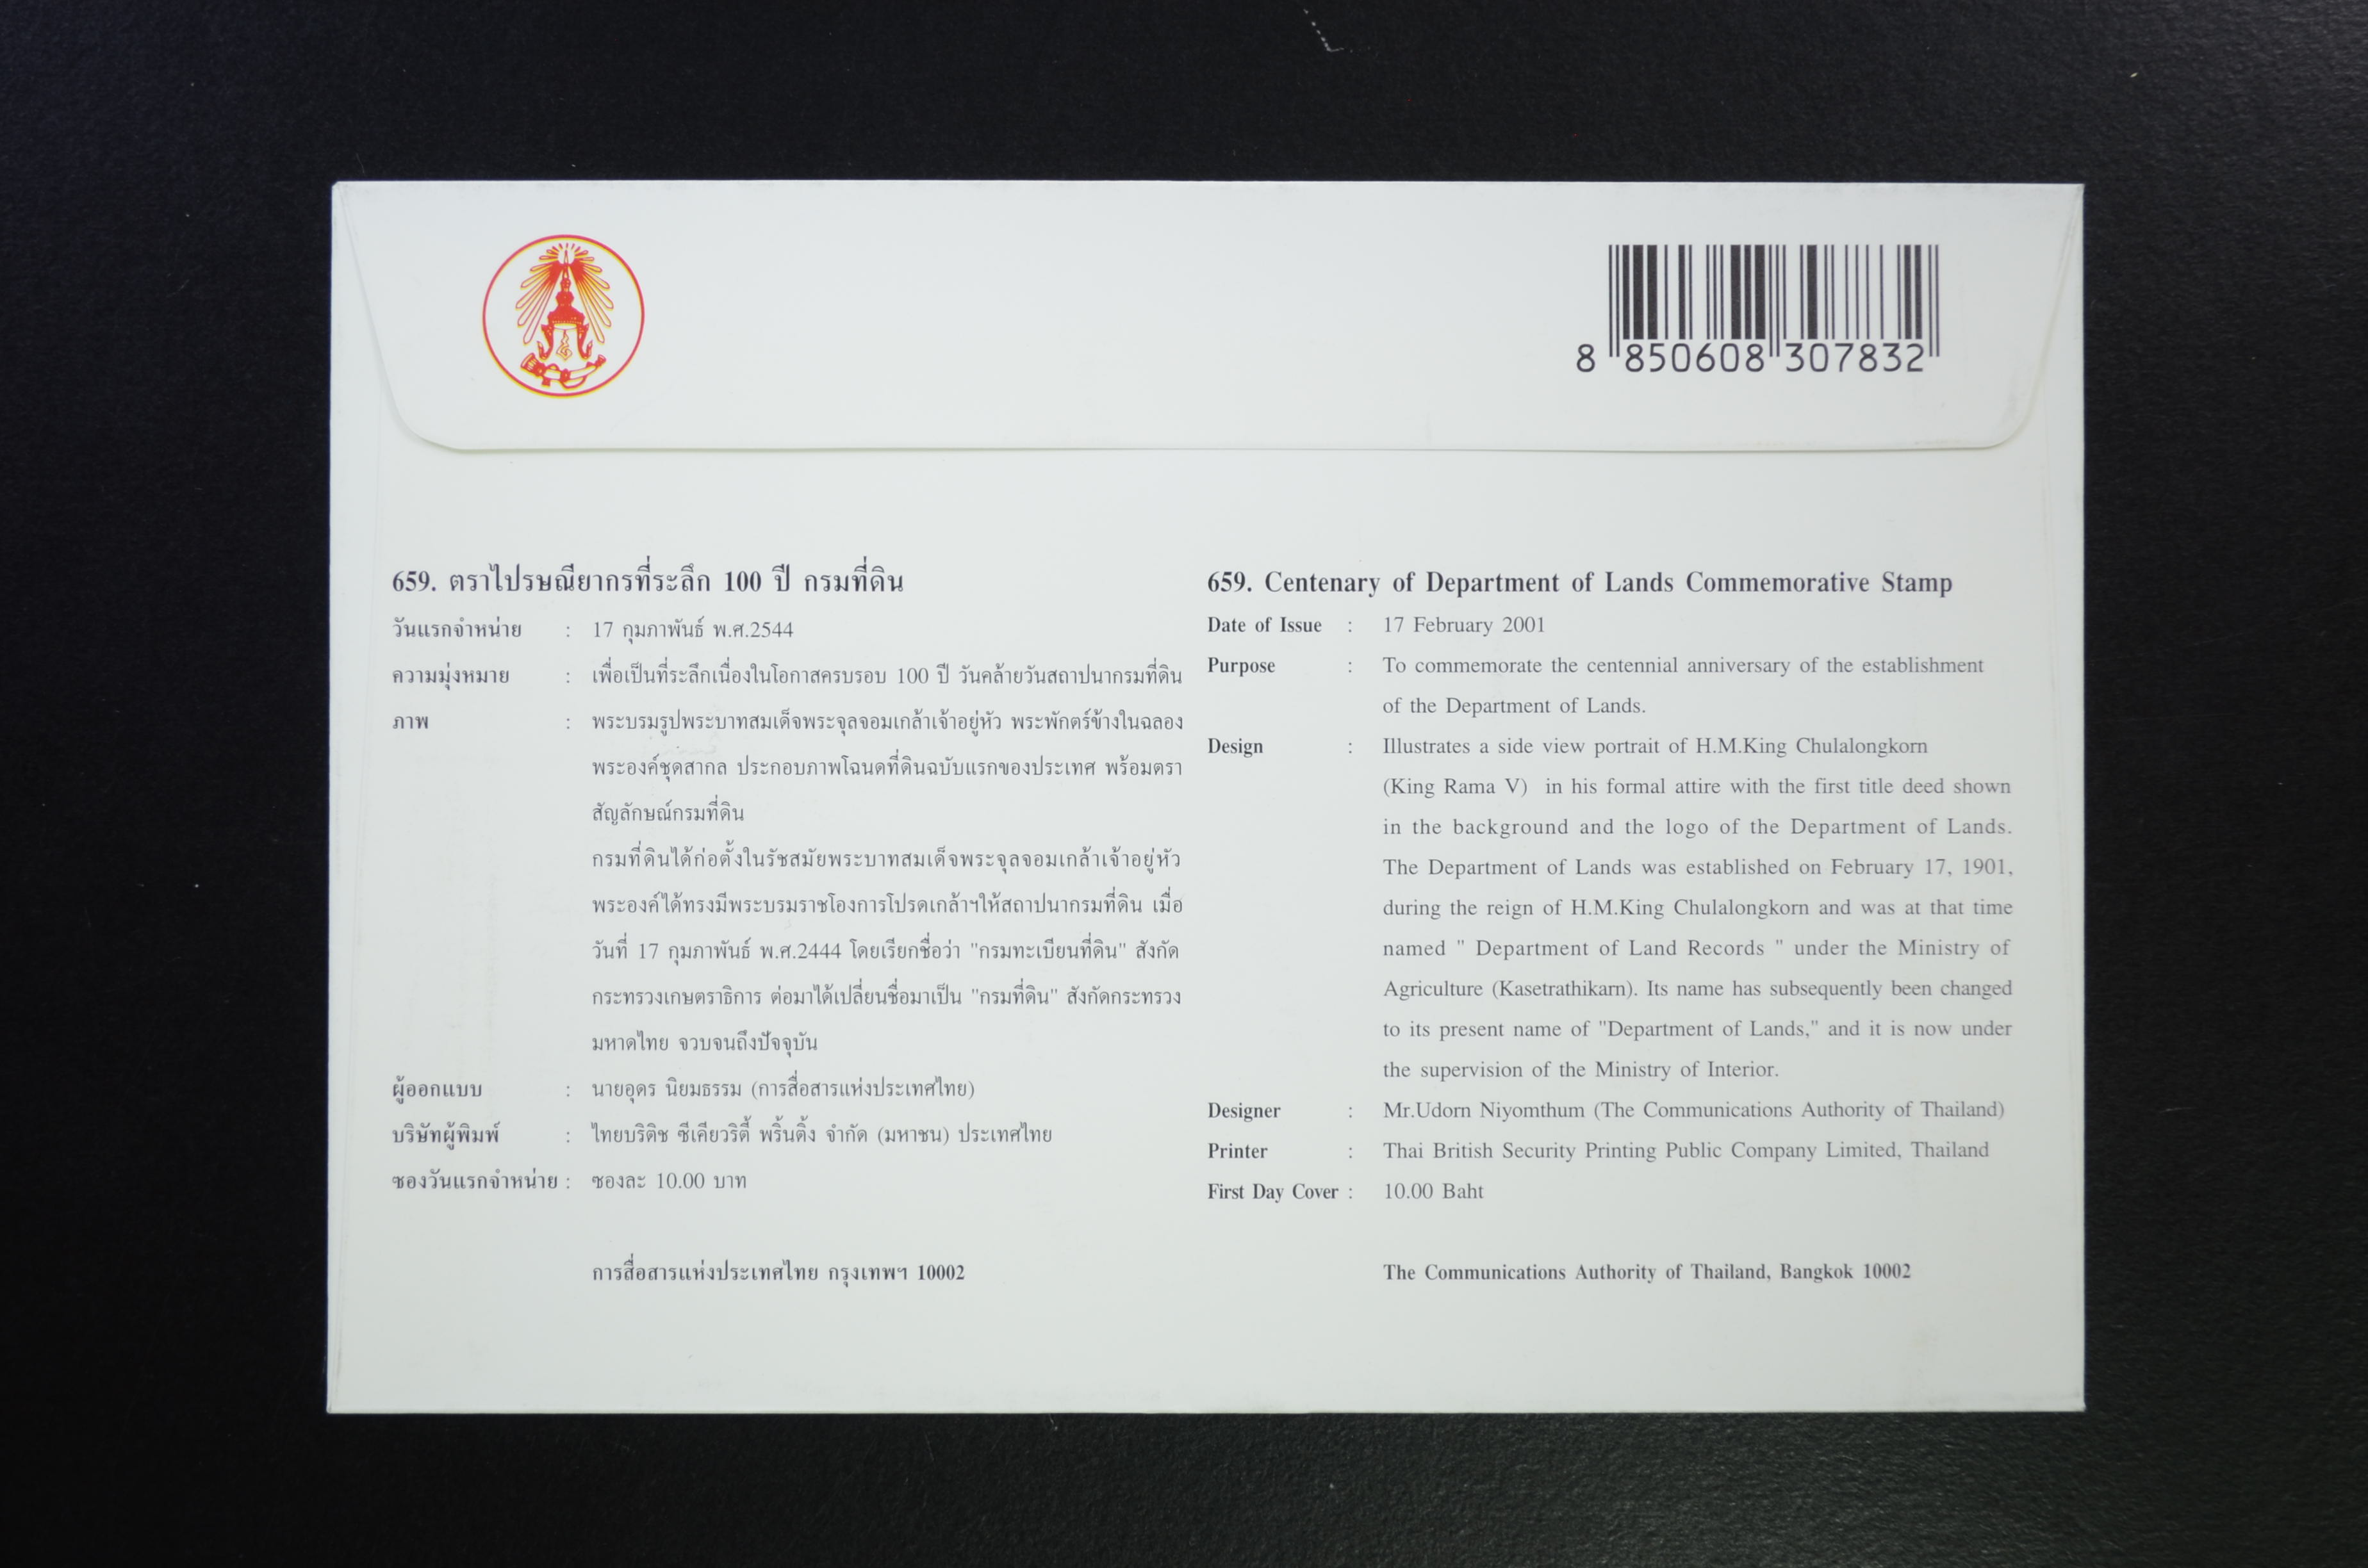 8 850608 307832
659. ตราไปรษณียากรที่ระลึก 100 ปี กรมที่ดิน
วันแรกจำหน่าย : 17 กุมภาพันธ์ พ.ศ.2544
ความมุ่งหมาย : เพื่อเป็นที่ระลึกเนื่องในโอกาสครบรอบ 100 ปี วันคล้ายวันสถาปนากรมที่ดิน
ภาพ : พระบรมรูปพระบาทสมเด็จพระจุลจอมเกล้าเจ้าอยู่หัว พระพักตร์ข้างในฉลอง
พระองค์ชุดสากล ประกอบภาพโฉนดที่ดินฉบับแรกของประเทศ พร้อมตรา
สัญลักษณ์กรมที่ดิน
กรมที่ดินได้ก่อตั้งในรัชสมัยพระบาทสมเด็จพระจุลจอมเกล้าเจ้าอยู่หัว
พระองค์ได้ทรงมีพระบรมราชโองการโปรดเกล้าฯให้สถาปนากรมที่ดิน เมื่อ
วันที่ 17 กุมภาพันธ์ พ.ศ.2444 โดยเรียกชื่อว่า "กรมทะเบียนที่ดิน" สังกัด
กระทรวงเกษตราธิการ ต่อมาได้เปลี่ยนชื่อมาเป็น "กรมที่ดิน" สังกัดกระทรวง
มหาดไทย จวบจนถึงปัจจุบัน
ผู้ออกแบบ : นายอุดร นิยมธรรม (การสื่อสารแห่งประเทศไทย)
บริษัทผู้พิมพ์ : ไทยบริติช ซีเคียวริตี้ พริ้นติ้ง จำกัด (มหาชน) ประเทศไทย
ซองวันแรกจำหน่าย : ซองละ 10.00 บาท
การสื่อสารแห่งประเทศไทย กรุงเทพฯ 10002
659. Centenary of Department of Lands Commemorative Stamp
Date of Issue : 17 February 2001
Purpose : To commemorate the centennial anniversary of the establishment
of the Department of Lands.
Design : Illustrates a side view portrait of H.M.King Chulalongkorn
(King Rama V) in his formal attire with the first title deed shown
in the background and the logo of the Department of Lands.
The Department of Lands was established on February 17, 1901,
during the reign of H.M.King Chulalongkorn and was at that time
named " Department of Land Records " under the Ministry of
Agriculture (Kasetrathikarn). Its name has subsequently been changed
to its present name of "Department of Lands," and it is now under
the supervision of the Ministry of Interior.
Designer : Mr.Udorn Niyomthum (The Communications Authority of Thailand)
Printer : Thai British Security Printing Public Company Limited, Thailand
First Day Cover : 10.00 Baht
The Communications Authority of Thailand, Bangkok 10002